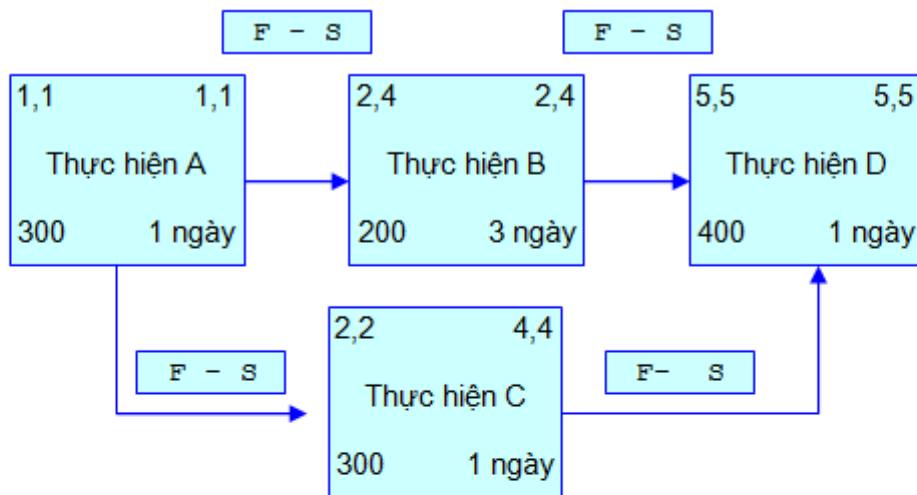 F - S
F - S
1,1 1,1
Thực hiện A
300 1 ngày
2,4 2,4
Thực hiện B
200 3 ngày
5,5 5,5
Thực hiện D
400 1 ngày
F - S
2,2 4,4
Thực hiện C
300 1 ngày
F- S